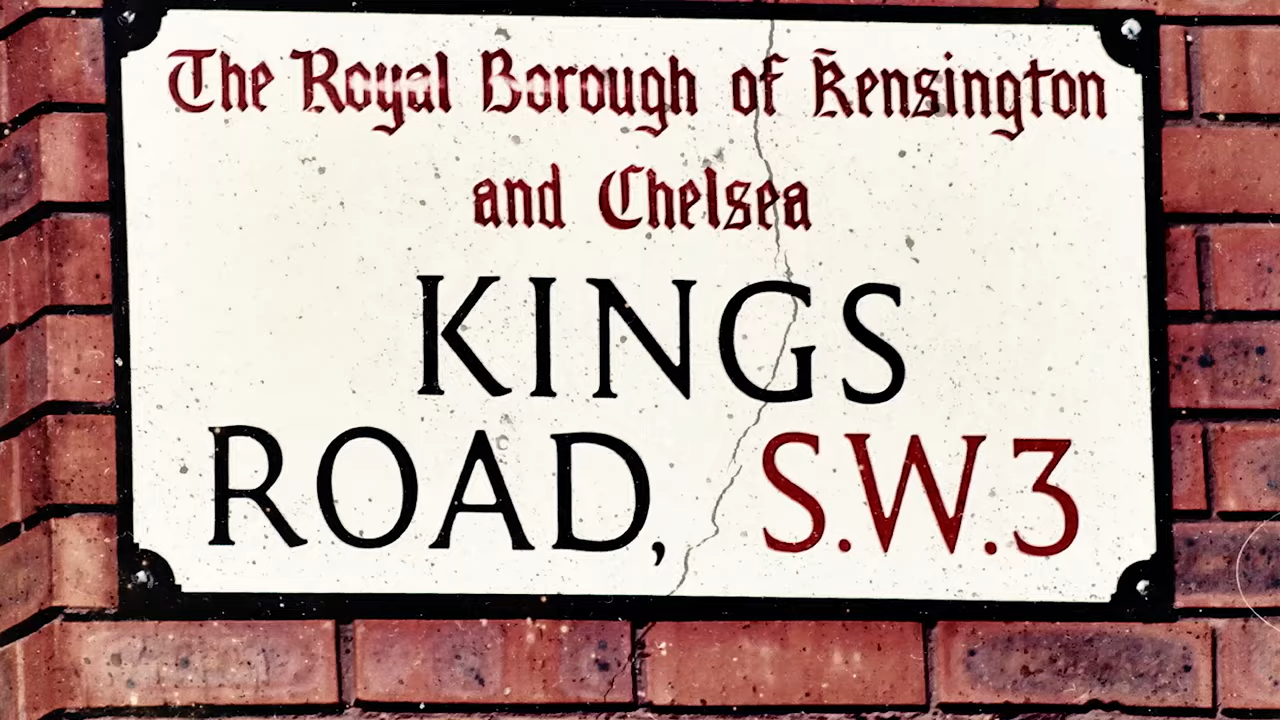 The Royal Borough of Kensington
and Chelsea
KINGS
ROAD, S.W.3